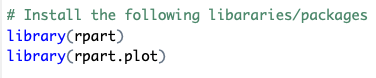 # Install the following libararies/packages
library(rpart)
library(rpart.plot)